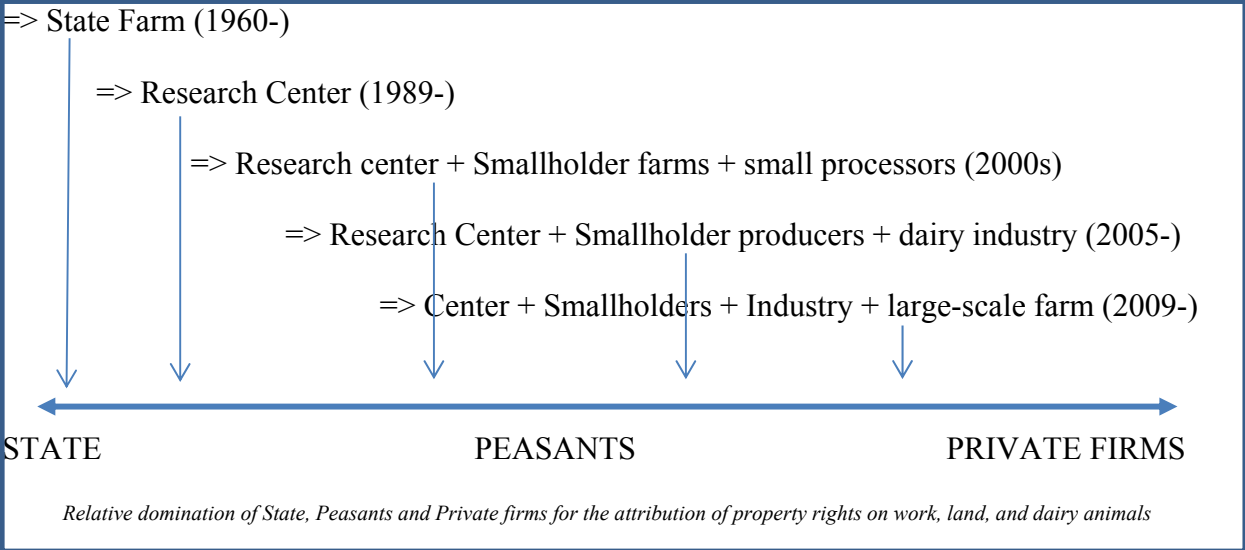 => State Farm (1960-)
=> Research Center (1989-)
=> Research center + Smallholder farms + small processors (2000s)
=> Research Center + Smallholder producers + dairy industry (2005-)
=> Center + Smallholders + Industry + large-scale farm (2009-)
STATE PEASANTS PRIVATE FIRMS
Relative domination of State, Peasants and Private firms for the attribution of property rights on work, land, and dairy animals